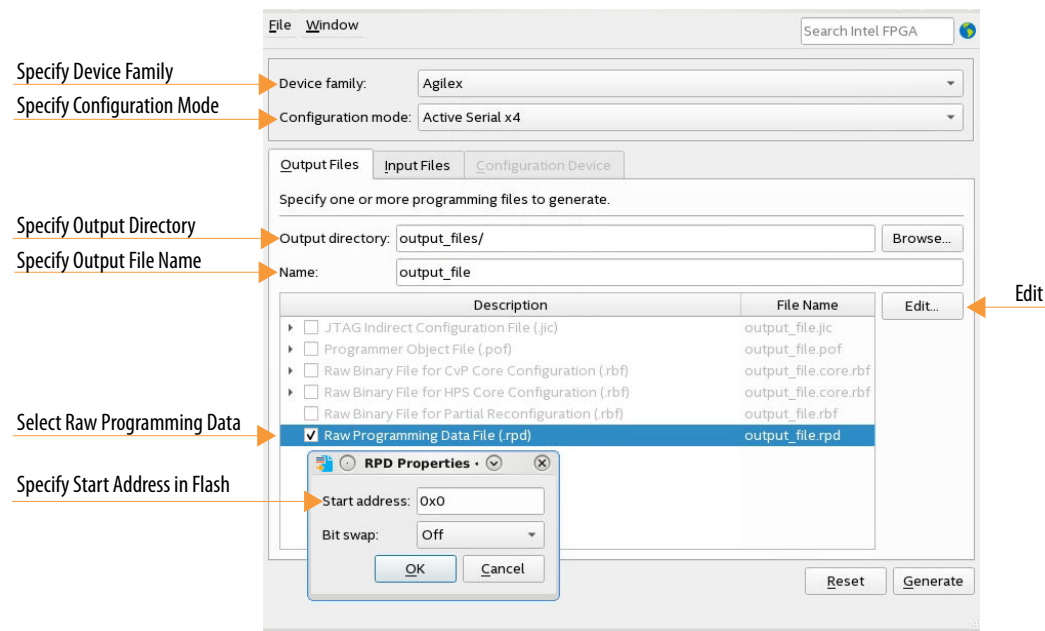 File Window
Search Intel FPGA
Specify Device Family
Device family: Agilex
Specify Configuration Mode
Configuration mode: Active Serial x4
Output Files Input Files Configuration Device
Specify one or more programming files to generate.
Specify Output Directory
Output directory: output_files/ Browse...
Specify Output File Name
Name: output_file
Description File Name Edit... Edit
JTAG Indirect Configuration File (.jic) output_file.jic
Programmer Object File (.pof) output_file.pof
Raw Binary File for CvP Core Configuration (.rbf) output_file.core.rbf
Raw Binary File for HPS Core Configuration (.rbf) output_file.core.rbf
Raw Binary File for Partial Reconfiguration (.rbf) output_file.rbf
Select Raw Programming Data
Raw Programming Data File (.rpd) output_file.rpd
RPD Properties
Specify Start Address in Flash
Start address: 0x0
Bit swap: Off
OK Cancel
Reset Generate